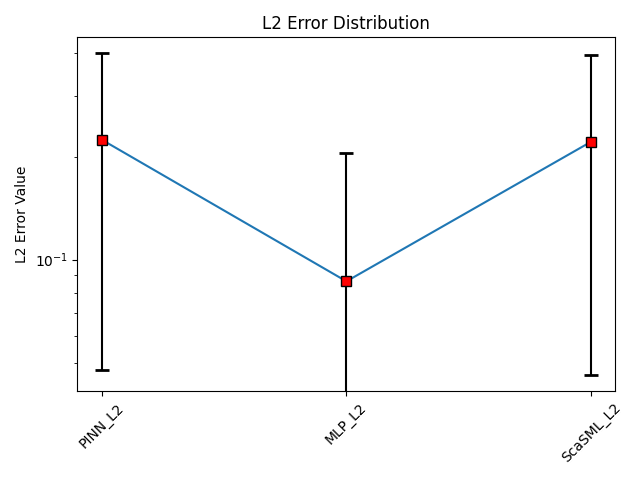 L2 Error Distribution
L2 Error Value
10⁻¹
PINN_L2
MLP_L2
ScaSML_L2